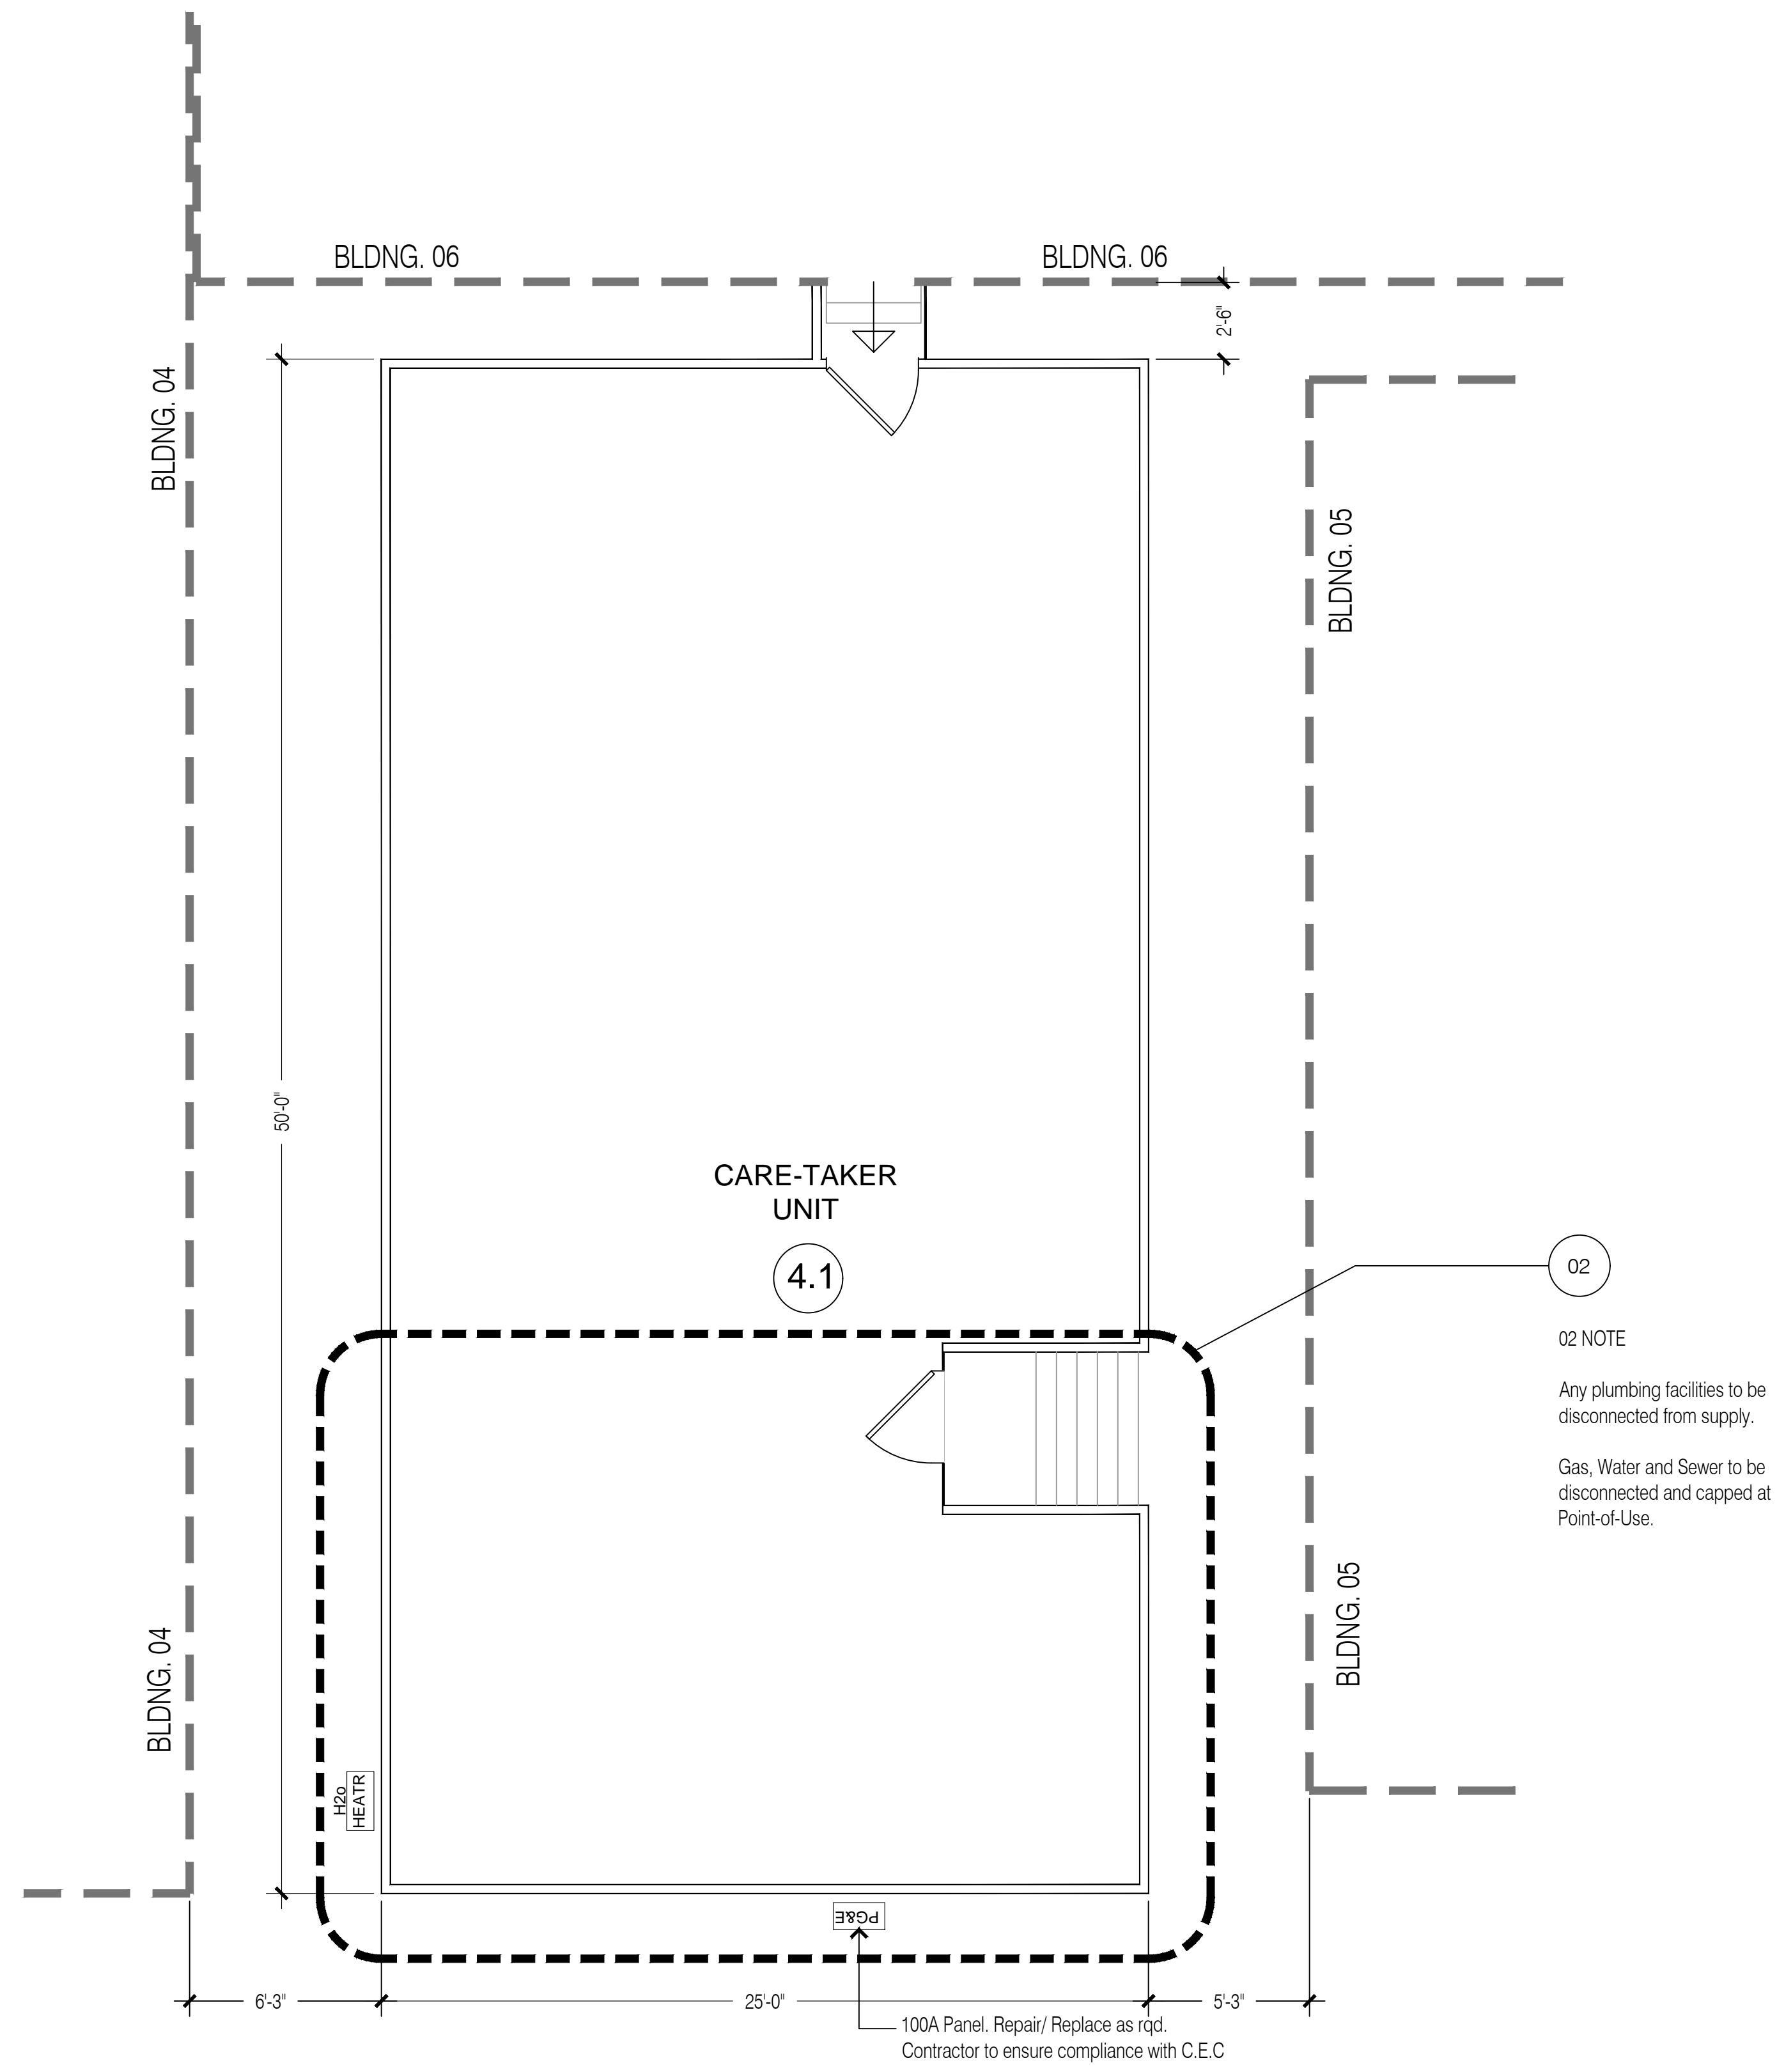 BLDNG. 06
BLDNG. 06
2'-6"
BLDNG. 04
BLDNG. 05
50'-0"
CARE-TAKER
UNIT
4.1
02
02 NOTE
Any plumbing facilities to be
disconnected from supply.
Gas, Water and Sewer to be
disconnected and capped at
Point-of-Use.
BLDNG. 05
BLDNG. 04
H2o
HEATR
PG&E
6'-3"
25'-0"
5'-3"
100A Panel. Repair/ Replace as rqd.
Contractor to ensure compliance with C.E.C